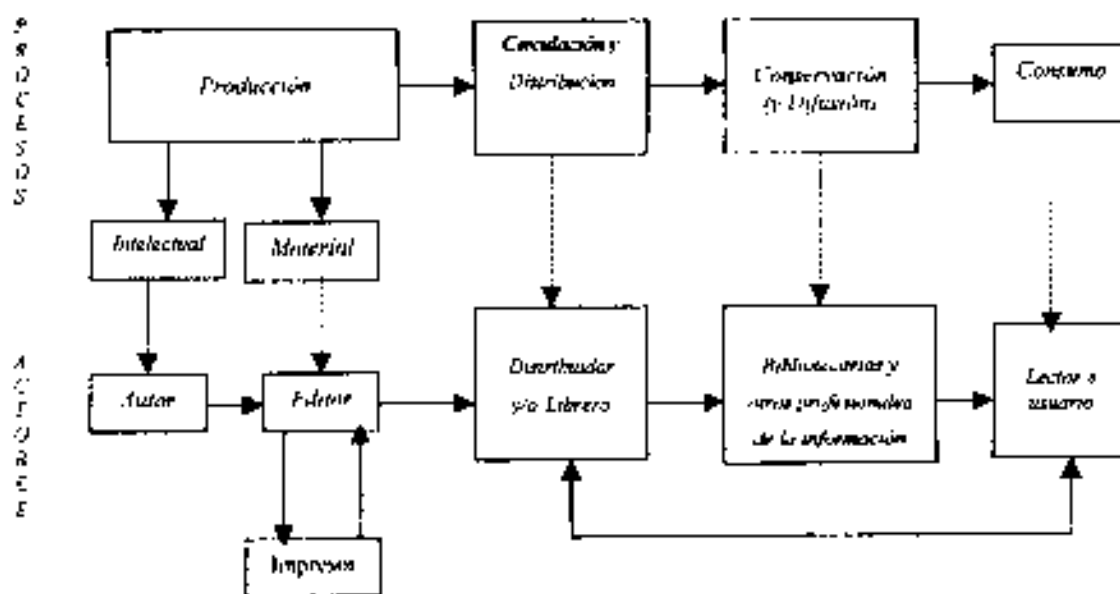 PROCESOS
Producción
Circulación y
Distribucion
Conservación
(y Difusión)
Consumo
Intelectual
Material
ACTORES
Autor
Editor
Distribuidor
y/o Librero
Bibliotecarios y
otros profesionales
de la información
Lector o
usuario
Impresor